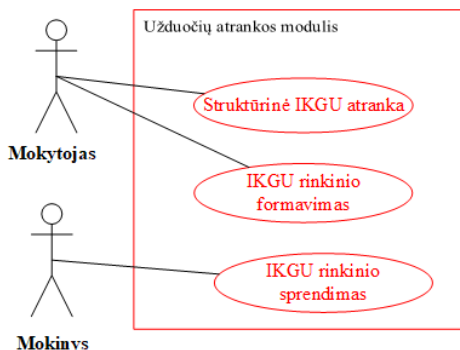 Užduočių atrankos modulis
Struktūrinė IKGU atranka
Mokytojas
IKGU rinkinio
formavimas
IKGU rinkinio
sprendimas
Mokinys